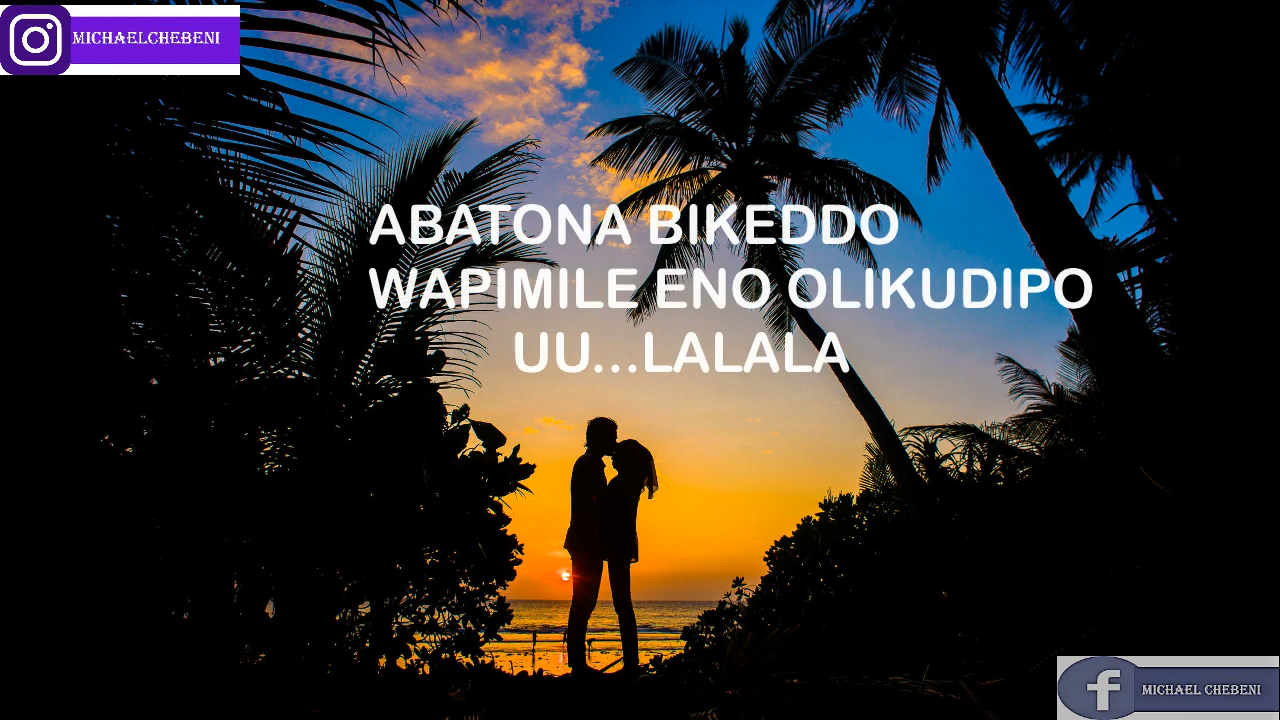 MICHAELCHEBENI
ABATONA BIKEDDO
WAPIMILE ENO OLIKUDIPO
UU...LALALA
MICHAEL CHEBENI